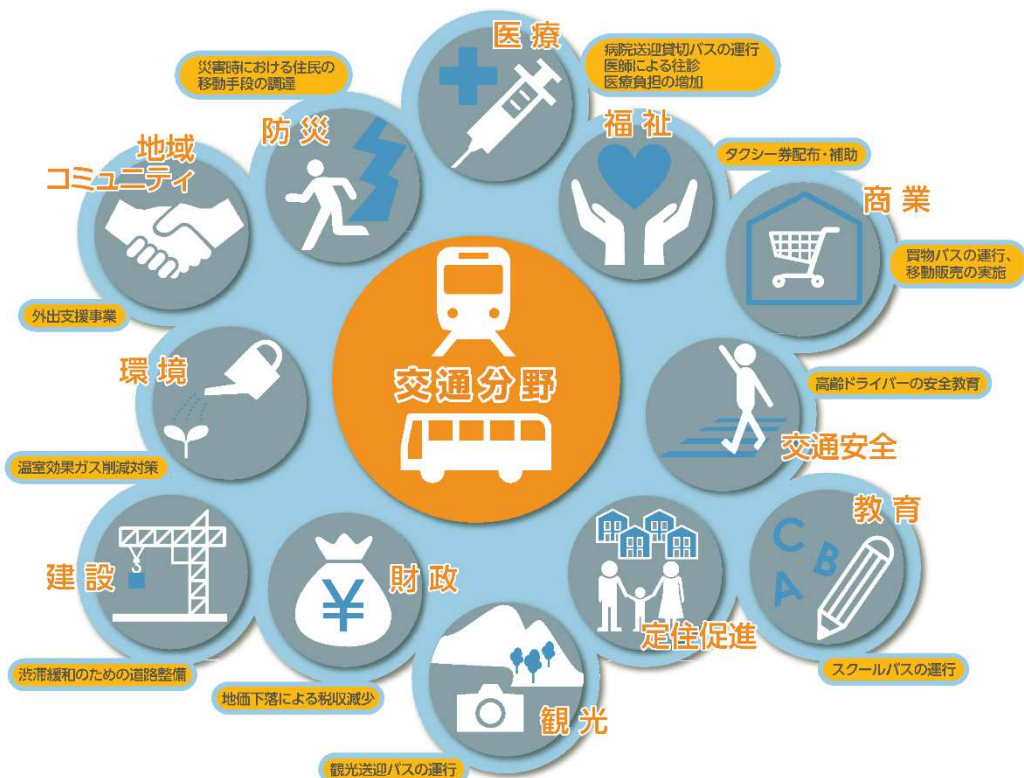 医療
病院送迎貸切バスの運行
医師による往診
医療負担の増加
災害時における住民の
移動手段の調達
防災
福祉
タクシー券配布・補助
地域
コミュニティ
商業
買物バスの運行、
移動販売の実施
外出支援事業
環境
交通分野
高齢ドライバーの安全教育
交通安全
温室効果ガス削減対策
教育
C
B
A
建設
財政
¥
定住促進
スクールバスの運行
渋滞緩和のための道路整備
地価下落による税収減少
観光
観光送迎バスの運行